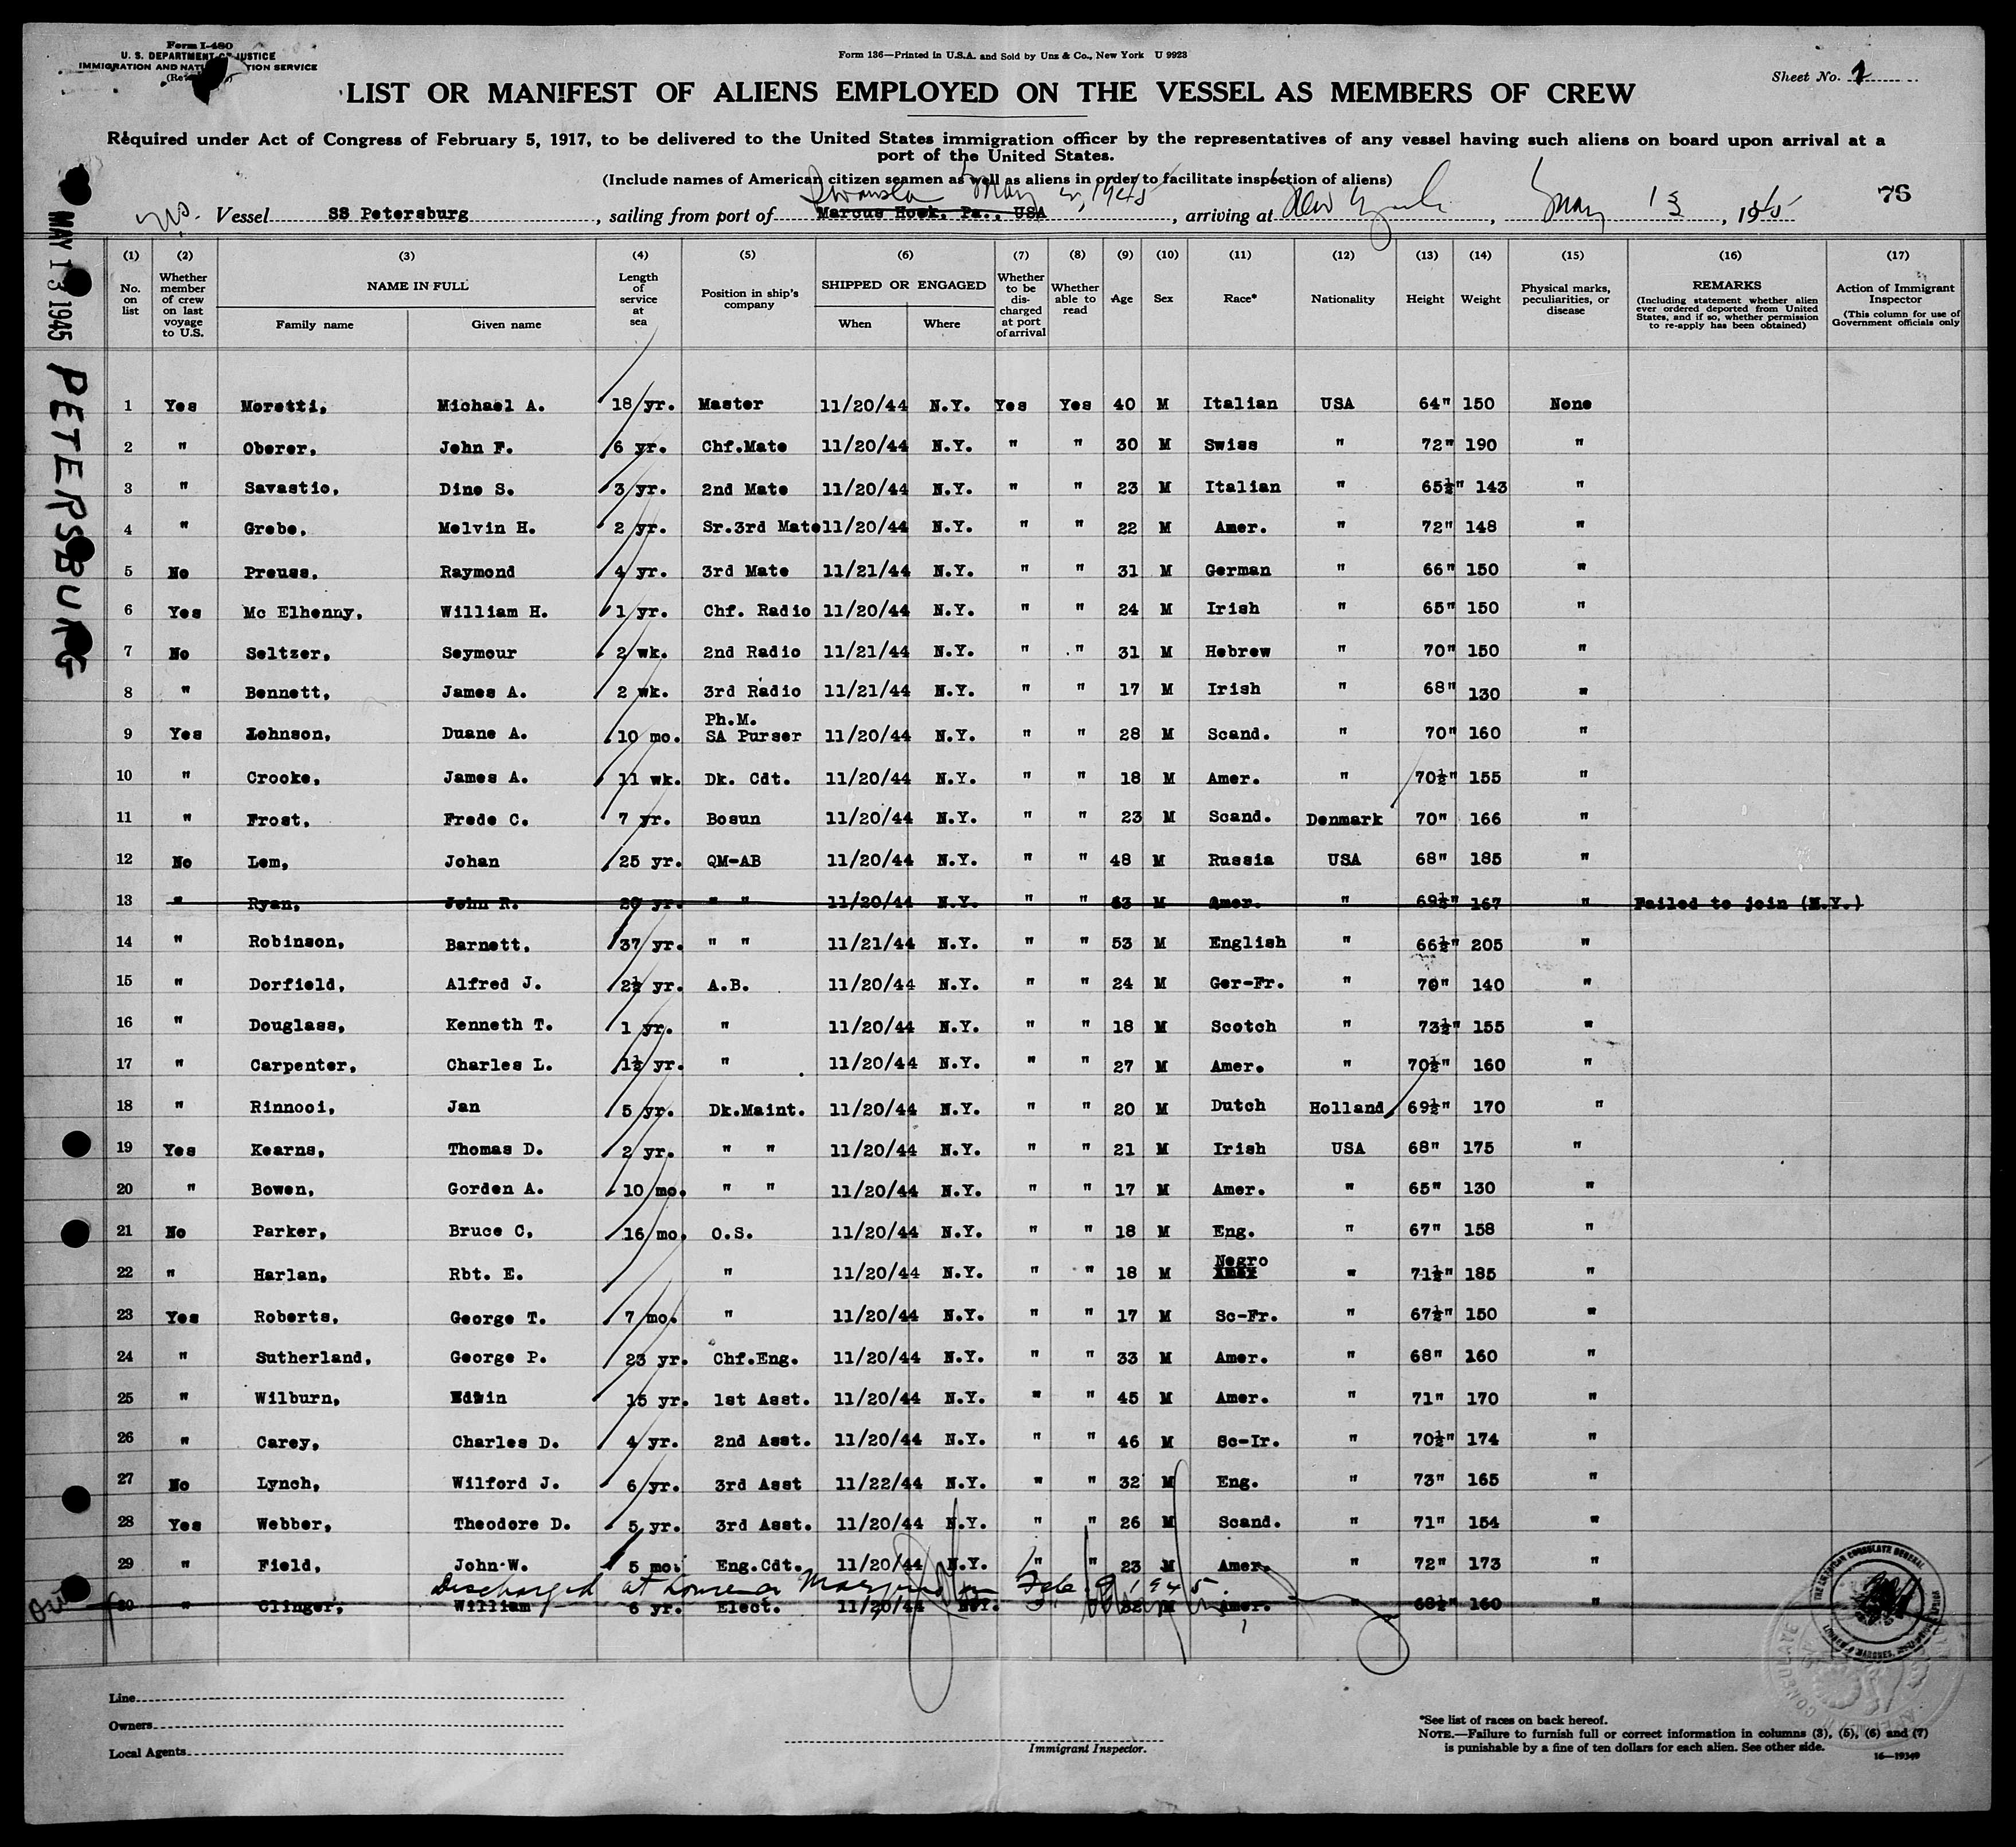 Form I-480
U. S. DEPARTMENT OF JUSTICE
IMMIGRATION AND NATURALIZATION SERVICE
Form 136—Printed in U.S.A. and Sold by Unz & Co., New York U 9923
Sheet No. 1
LIST OR MANIFEST OF ALIENS EMPLOYED ON THE VESSEL AS MEMBERS OF CREW
Required under Act of Congress of February 5, 1917, to be delivered to the United States immigration officer by the representatives of any vessel having such aliens on board upon arrival at a
port of the United States.
(Include names of American citizen seamen as well as aliens in order to facilitate inspection of aliens)
Swansea May 2, 1945
Vessel SS Petersburg, sailing from port of Marcus Hook, Pa., USA, arriving at New York, May 13, 1945
76
MAY 13 1945 PETERSBURG
(1) (2) (3) (4) (5) (6) (7) (8) (9) (10) (11) (12) (13) (14) (15) (16) (17)
No. on list
Whether member of crew on last voyage to U.S.
NAME IN FULL
Family name Given name
Length of service at sea
Position in ship's company
SHIPPED OR ENGAGED
When Where
Whether to be discharged at port of arrival
Whether able to read
Age Sex Race* Nationality Height Weight
Physical marks, peculiarities, or disease
REMARKS
(Including statement whether alien ever ordered deported from United States, and if so, whether permission to re-apply has been obtained)
Action of Immigrant Inspector
(This column for use of Government officials only
1 Yes Moretti, Michael A. 18 yr. Master 11/20/44 N.Y. Yes Yes 40 M Italian USA 64" 150 None
2 " Oberer, John F. 6 yr. Chf.Mate 11/20/44 N.Y. " " 30 M Swiss " 72" 190 "
3 " Savastio, Dino S. 3 yr. 2nd Mate 11/20/44 N.Y. " " 23 M Italian " 65½" 143 "
4 " Grebe, Melvin H. 2 yr. Sr.3rd Mate 11/20/44 N.Y. " " 22 M Amer. " 72" 148 "
5 No Preuss, Raymond 4 yr. 3rd Mate 11/21/44 N.Y. " " 31 M German " 66" 150 "
6 Yes Mc Elhenny, William H. 1 yr. Chf. Radio 11/20/44 N.Y. " " 24 M Irish " 65" 150 "
7 No Seltzer, Seymour 2 wk. 2nd Radio 11/21/44 N.Y. " " 31 M Hebrew " 70" 150 "
8 " Bennett, James A. 2 wk. 3rd Radio 11/21/44 N.Y. " " 17 M Irish " 68" 130 "
9 Yes Johnson, Duane A. 10 mo. Ph.M. SA Purser 11/20/44 N.Y. " " 28 M Scand. " 70" 160 "
10 " Crooke, James A. 11 wk. Dk. Cdt. 11/20/44 N.Y. " " 18 M Amer. " 70½" 155 "
11 " Frost, Frede C. 7 yr. Bosun 11/20/44 N.Y. " " 23 M Scand. Denmark 70" 166 "
12 No Lem, Johan 25 yr. QM-AB 11/20/44 N.Y. " " 48 M Russia USA 68" 185 "
13 " Ryan, John R. 20 yr. " " 11/20/44 N.Y. " " 63 M Amer. " 69½" 167 " Failed to join (N.Y.)
14 " Robinson, Barnett, 37 yr. " " 11/21/44 N.Y. " " 53 M English " 66½" 205 "
15 " Dorfield, Alfred J. 2½ yr. A.B. 11/20/44 N.Y. " " 24 M Ger-Fr. " 70" 140 "
16 " Douglass, Kenneth T. 1 yr. " 11/20/44 N.Y. " " 18 M Scotch " 73½" 155 "
17 " Carpenter, Charles L. 1½ yr. " 11/20/44 N.Y. " " 27 M Amer. " 70½" 160 "
18 " Rinnooi, Jan 5 yr. Dk.Maint. 11/20/44 N.Y. " " 20 M Dutch Holland 69½" 170 "
19 Yes Kearns, Thomas D. 2 yr. " " 11/20/44 N.Y. " " 21 M Irish USA 68" 175 "
20 " Bowen, Gorden A. 10 mo. " " 11/20/44 N.Y. " " 17 M Amer. " 65" 130 "
21 No Parker, Bruce C, 16 mo. O.S. 11/20/44 N.Y. " " 18 M Eng. " 67" 158 "
22 " Harlan, Rbt. E. " 11/20/44 N.Y. " " 18 M Negro " 71½" 185 "
23 Yes Roberts, George T. 7 mo. " 11/20/44 N.Y. " " 17 M Sc-Fr. " 67½" 150 "
24 " Sutherland, George P. 23 yr. Chf.Eng. 11/20/44 N.Y. " " 33 M Amer. " 68" 160 "
25 " Wilburn, Edwin 15 yr. 1st Asst. 11/20/44 N.Y. " " 45 M Amer. " 71" 170 "
26 " Carey, Charles D. 4 yr. 2nd Asst. 11/20/44 N.Y. " " 46 M Sc-Ir. " 70½" 174 "
27 No Lynch, Wilford J. 6 yr. 3rd Asst 11/22/44 N.Y. " " 32 M Eng. " 73" 165 "
28 Yes Webber, Theodore D. 5 yr. 3rd Asst. 11/20/44 N.Y. " " 26 M Scand. " 71" 154 "
29 " Field, John W. 5 mo. Eng.Cdt. 11/20/44 N.Y. " " 23 M Amer. " 72" 173 "
Discharged at Feb. 9 1945
30 " Clinger, William 6 yr. Elect. 11/20/44 N.Y. " " 32 M Amer. " 68½" 160 "
Line
Owners
Local Agents
Immigrant Inspector.
*See list of races on back hereof.
NOTE.—Failure to furnish full or correct information in columns (3), (5), (6) and (7)
is punishable by a fine of ten dollars for each alien. See other side.
16—19349